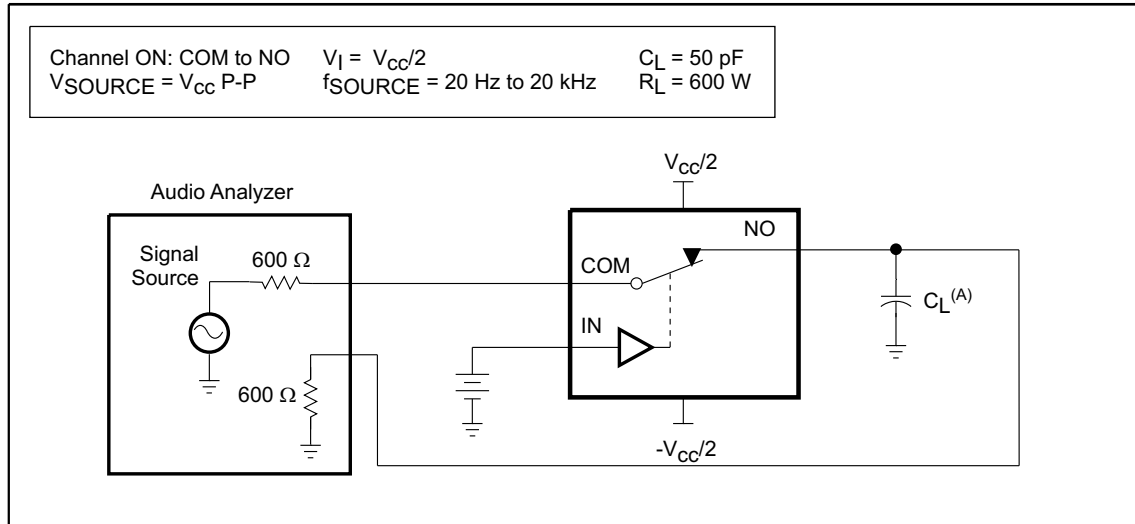 Channel ON: COM to NO V_I = V_cc/2 C_L = 50 pF
V_SOURCE = V_cc P-P f_SOURCE = 20 Hz to 20 kHz R_L = 600 W
V_cc/2
Audio Analyzer
NO
Signal
Source
600 Ω
COM
C_L^(A)
IN
600 Ω
-V_cc/2